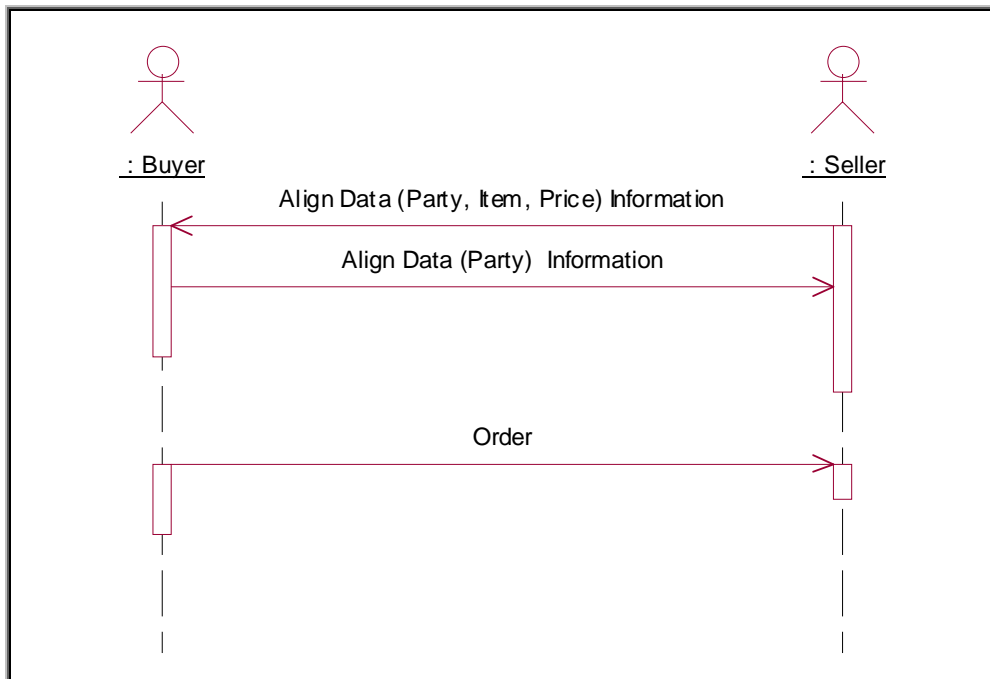 : Buyer
: Seller
Align Data (Party, Item, Price) Information
Align Data (Party)  Information
Order